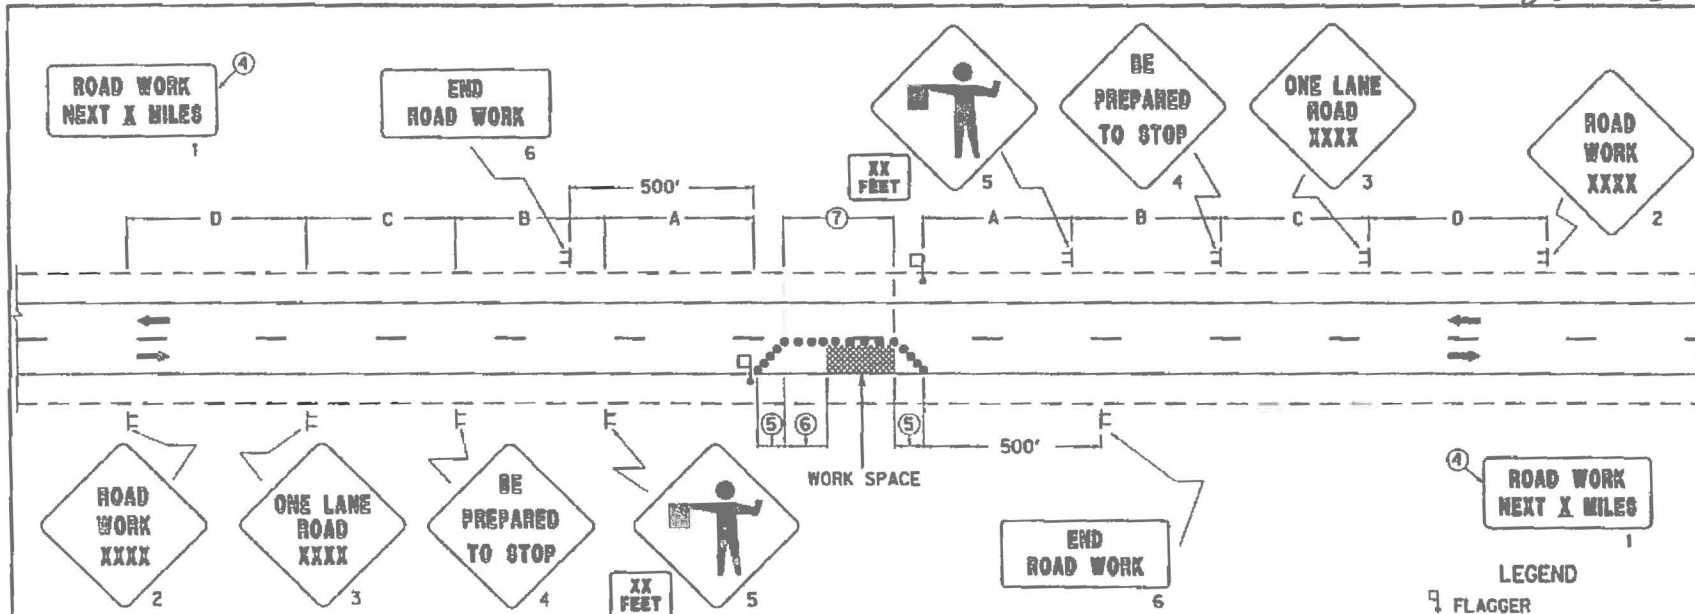 ROAD WORK
NEXT X MILES
④
1
END
ROAD WORK
6
500'
D
C
B
A
XX
FEET
5
⑦
BE
PREPARED
TO STOP
4
ONE LANE
ROAD
XXXX
3
ROAD
WORK
XXXX
2
A
B
C
D
⑤
⑥
⑤
500'
WORK SPACE
ROAD
WORK
XXXX
2
ONE LANE
ROAD
XXXX
3
BE
PREPARED
TO STOP
4
XX
FEET
5
END
ROAD WORK
6
④
ROAD WORK
NEXT X MILES
1
LEGEND
FLAGGER